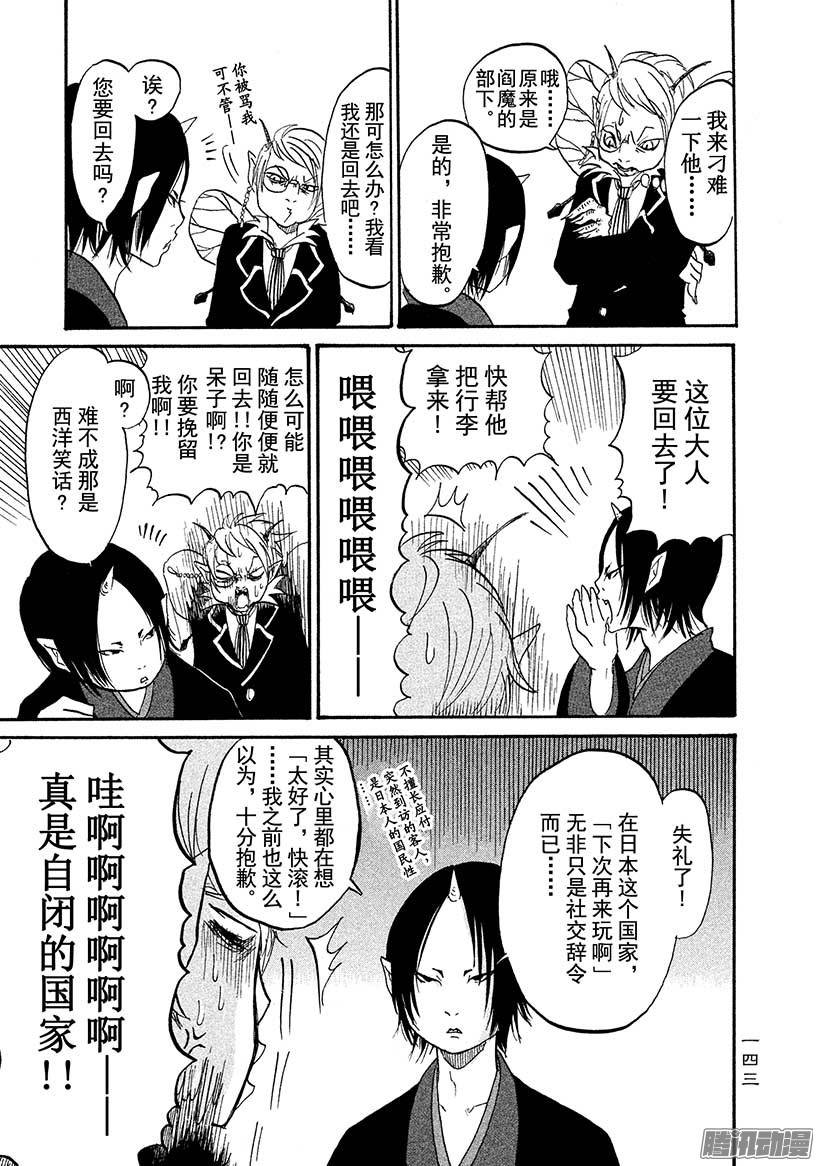 我来刁难
一下他……
哦……
原来是
阎魔的
部下。
是的，非常抱歉。
那可怎么办？我看
我还是回去吧……
你被骂我
可不管——
诶？
您要回去吗？
这位大人
要回去了！
快帮他
把行李
拿来！
喂喂喂喂喂喂——
怎么可能
随随便便就
回去!!你是
呆子啊!?
你要挽留
我啊!!
啊？
难不成那是
西洋笑话？
失礼了！
在日本这个国家，
「下次再来玩啊」
无非只是社交辞令
而已……
不擅长应付
突然到访的客人，
是日本人的国民性
……
其实心里都在想
「太好了，快滚！」
……我之前也这么
以为，十分抱歉。
哇啊啊啊啊啊啊——
真是自闭的国家!!
一四三
腾讯动漫